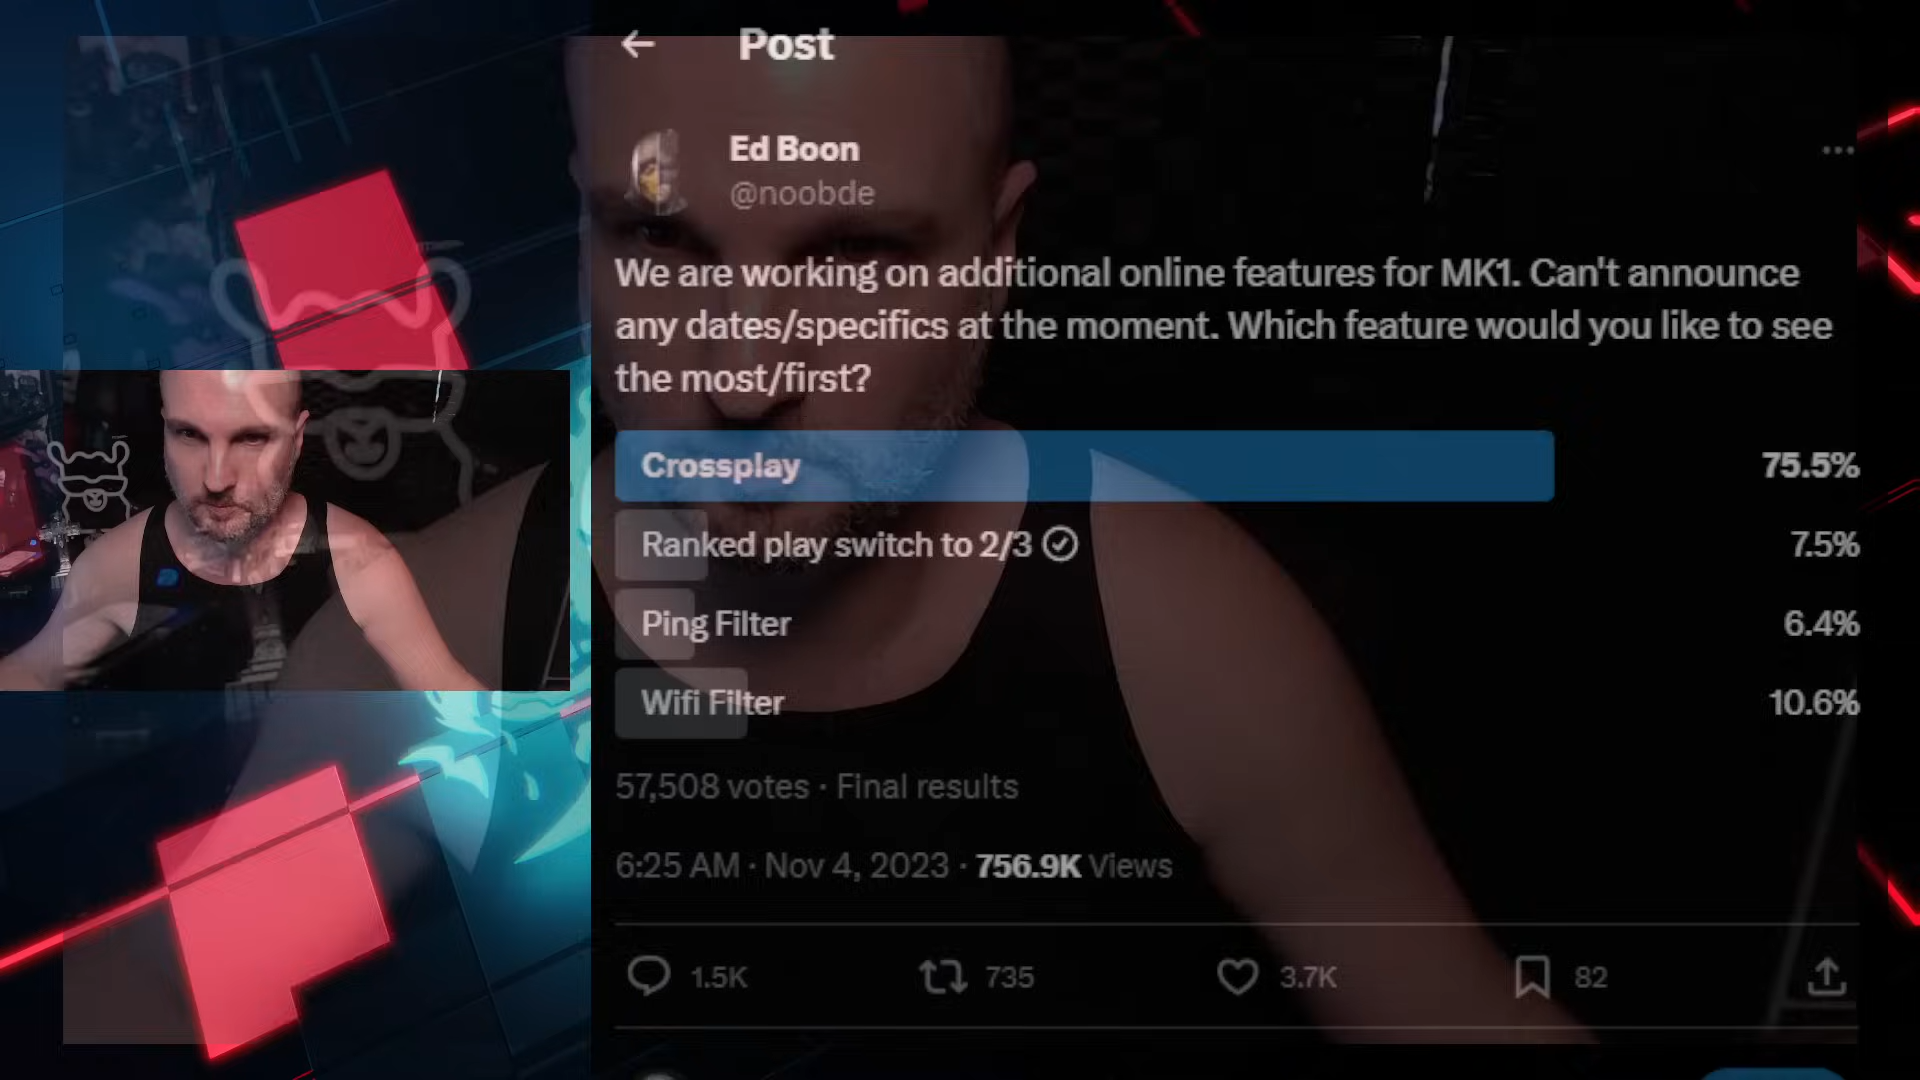 Post
Ed Boon
@noobde
We are working on additional online features for MK1. Can't announce
any dates/specifics at the moment. Which feature would you like to see
the most/first?
Crossplay 75.5%
Ranked play switch to 2/3 7.5%
Ping Filter 6.4%
Wifi Filter 10.6%
57,508 votes · Final results
6:25 AM · Nov 4, 2023 · 756.9K Views
1.5K 735 3.7K 82